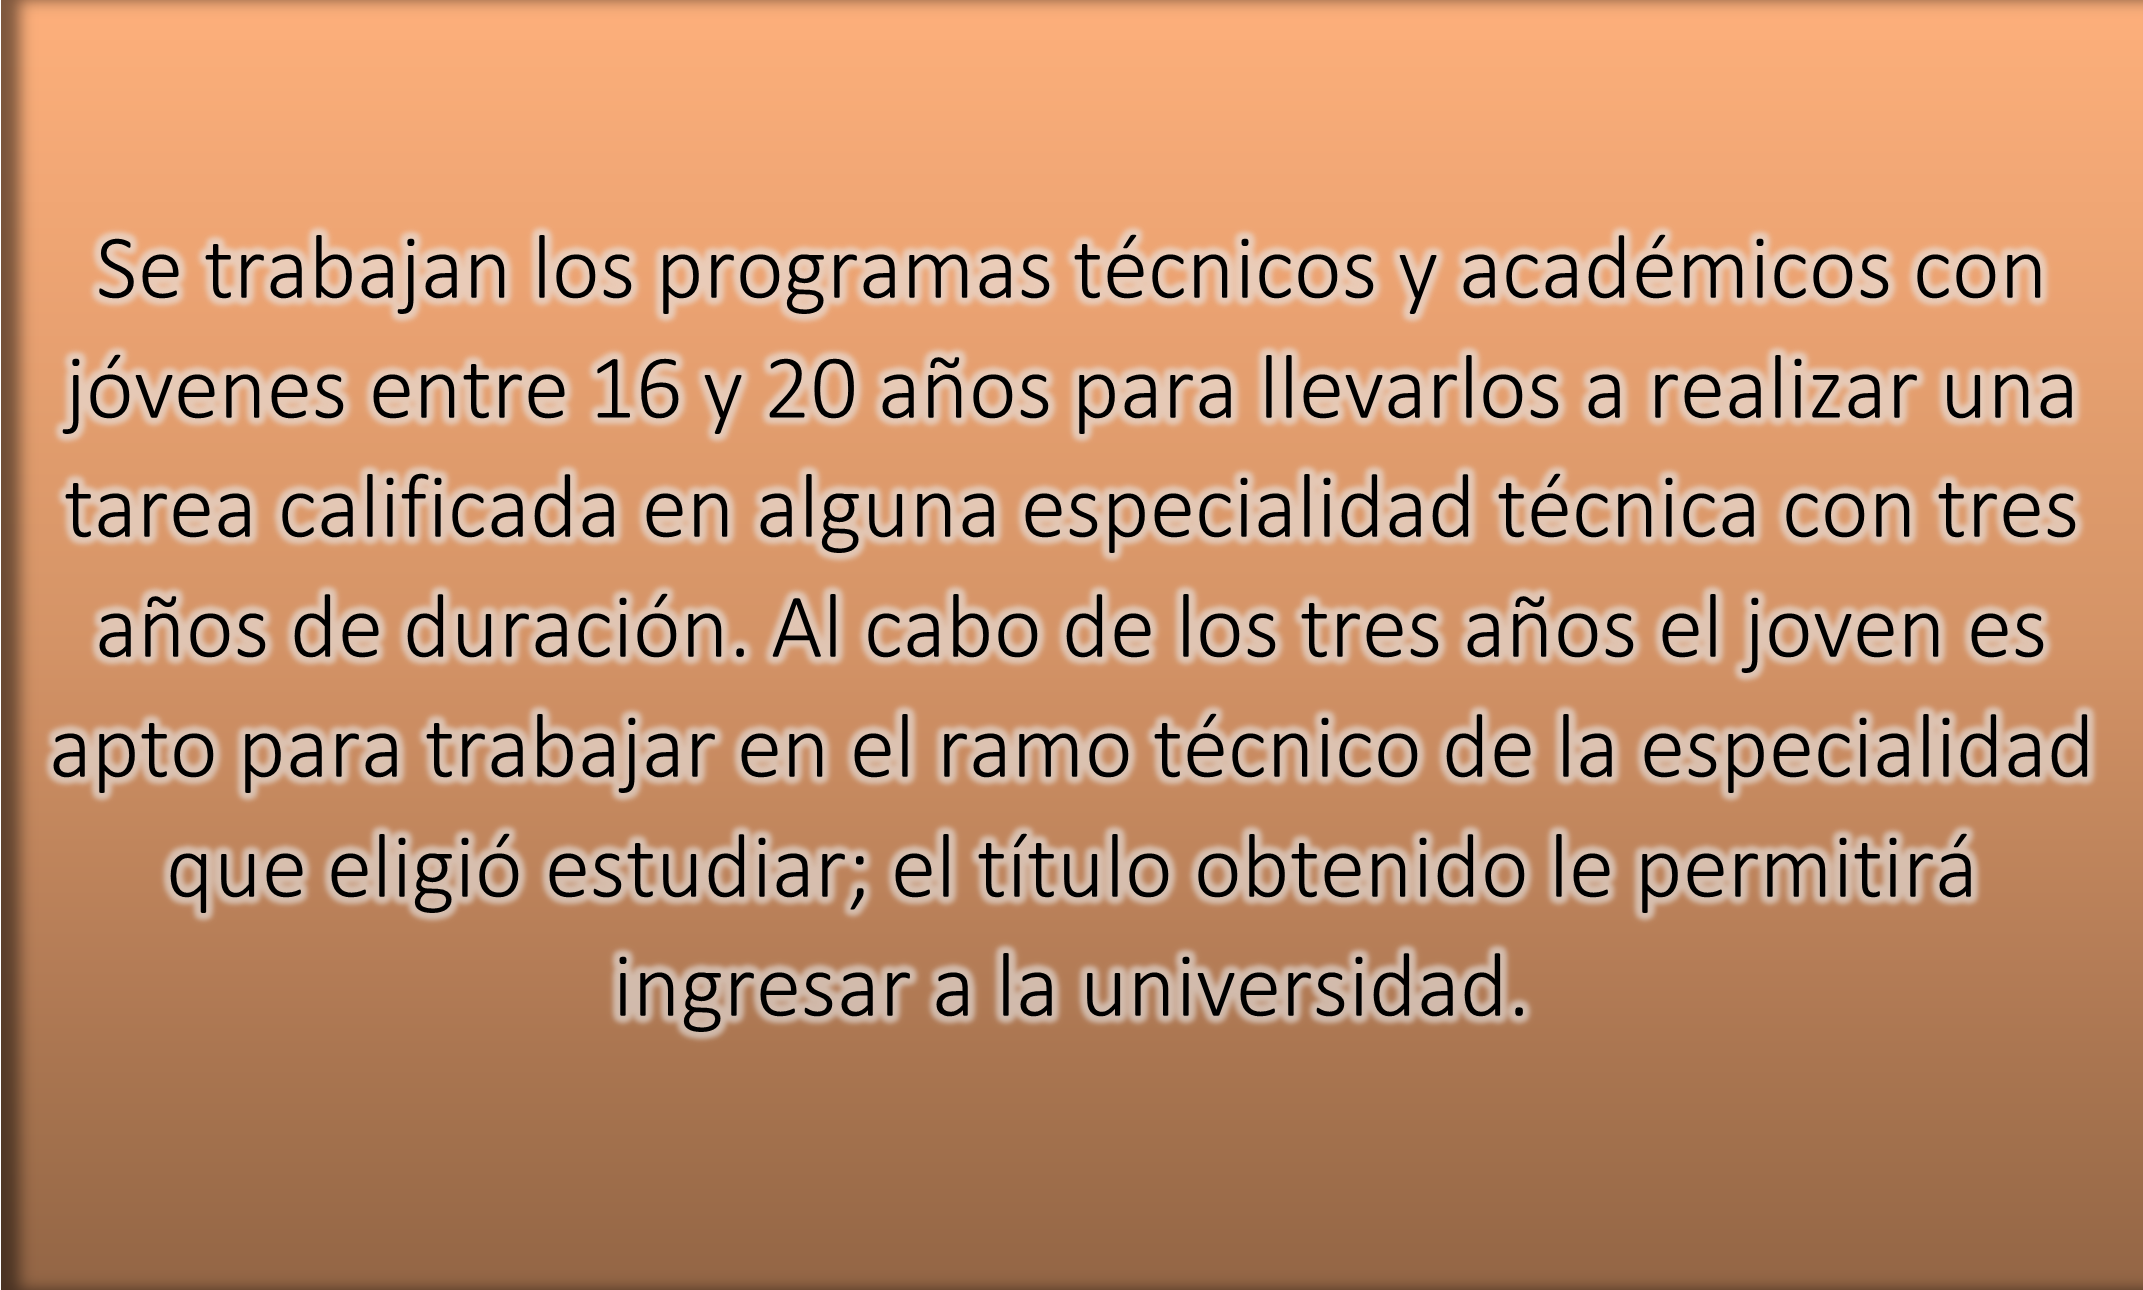 Se trabajan los programas técnicos y académicos con
jóvenes entre 16 y 20 años para llevarlos a realizar una
tarea calificada en alguna especialidad técnica con tres
años de duración. Al cabo de los tres años el joven es
apto para trabajar en el ramo técnico de la especialidad
que eligió estudiar; el título obtenido le permitirá
ingresar a la universidad.